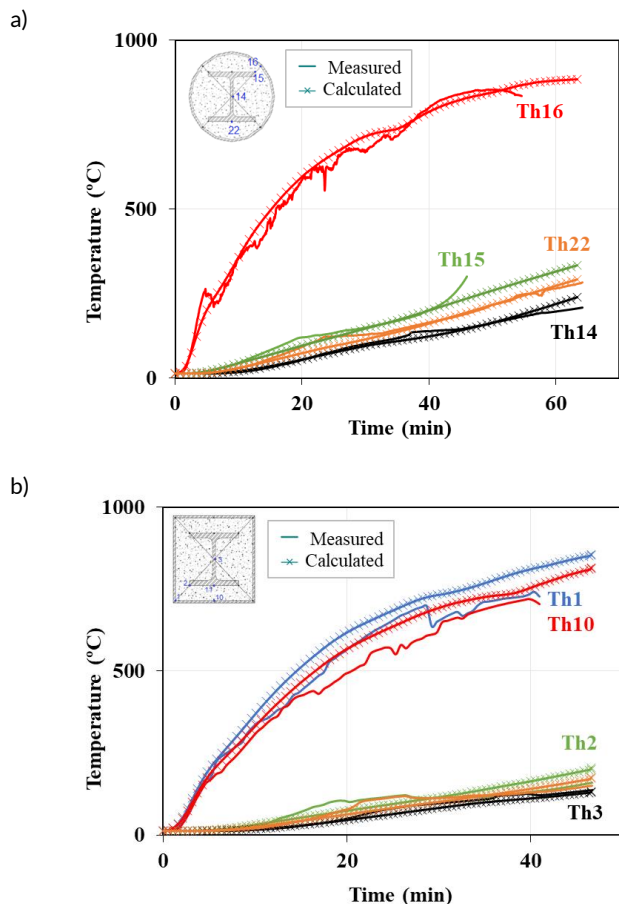 a)
1000
500
0
Temperature (ºC)
16
15
14
22
Measured
Calculated
Th16
Th22
Th15
Th14
0
20
40
60
Time (min)
b)
1000
500
0
Temperature (ºC)
3
2
11
1
10
Measured
Calculated
Th1
Th10
Th2
Th3
0
20
40
Time (min)